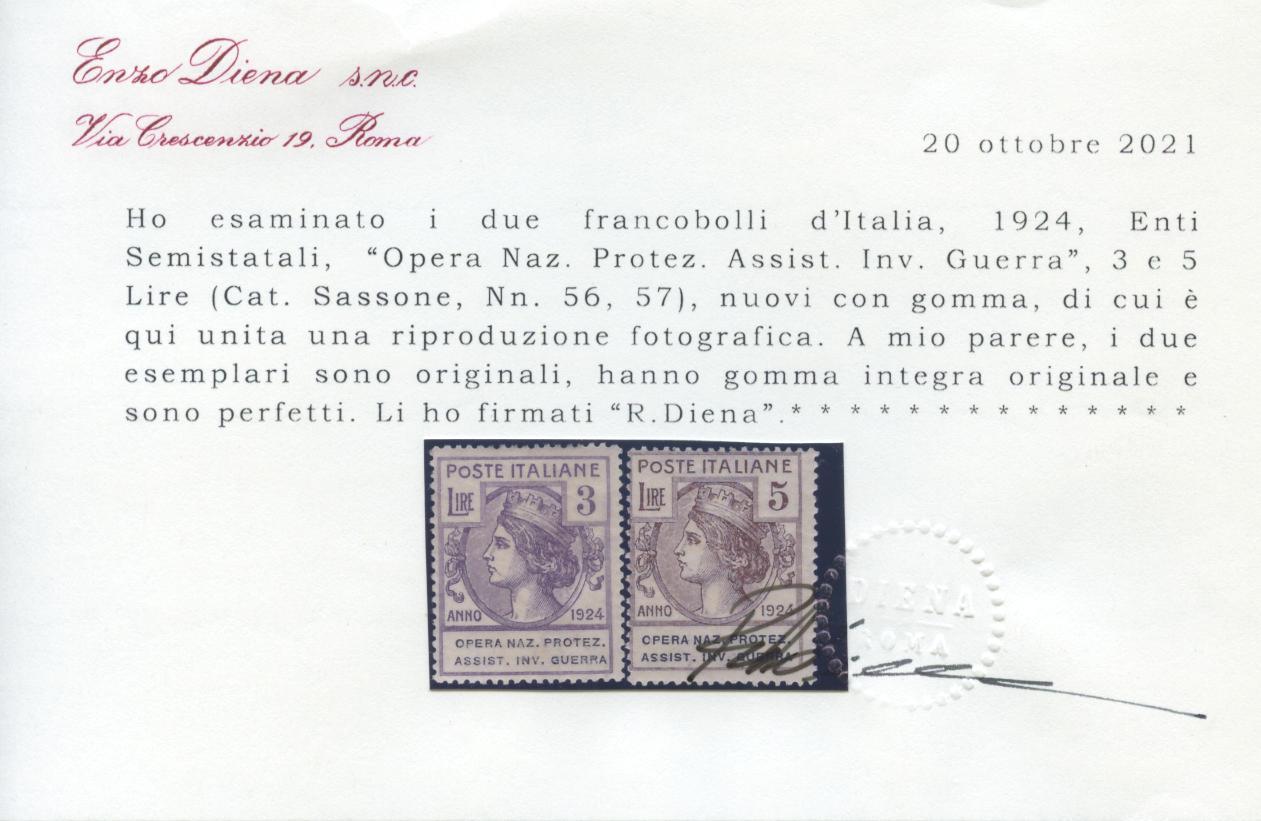 Enzo Diena s.n.c.
Via Crescenzio 19, Roma
20 ottobre 2021
Ho esaminato i due francobolli d'Italia, 1924, Enti
Semistatali, "Opera Naz. Protez. Assist. Inv. Guerra", 3 e 5
Lire (Cat. Sassone, Nn. 56, 57), nuovi con gomma, di cui è
qui unita una riproduzione fotografica. A mio parere, i due
esemplari sono originali, hanno gomma integra originale e
sono perfetti. Li ho firmati "R.Diena".* * * * * * * * * * * * * *
POSTE ITALIANE
LIRE 3
ANNO 1924
OPERA NAZ. PROTEZ.
ASSIST. INV. GUERRA
POSTE ITALIANE
LIRE 5
ANNO 1924
OPERA NAZ. PROTEZ.
ASSIST. INV. GUERRA
DIENA
ROMA